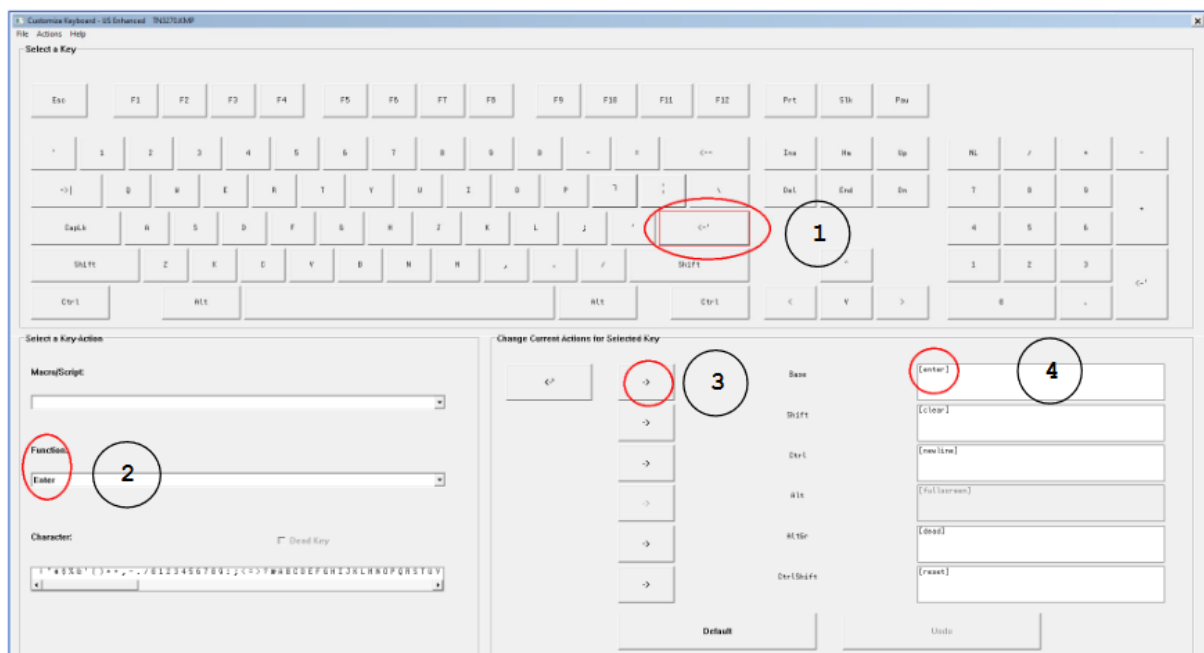 Customize Keyboard - US Enhanced TN3270.KMP
File Actions Help
Select a Key
Esc F1 F2 F3 F4 F5 F6 F7 F8 F9 F10 F11 F12 Prt Slk Pau
1 2 3 4 5 6 7 8 9 0 - = <-- Ins Hm Up NL / * -
->| Q W E R T Y U I O P \ Del End Dn 7 8 9 +
CapLk A S D F G H J K L ; ' <-' 1 4 5 6
Shift Z X C V B N M , . / Shift ^ 1 2 3 <-'
Ctrl Alt Alt Ctrl < V > 0 .
Select a Key-Action
Change Current Actions for Selected Key
Macro/Script:
<-' -> 3 Base [enter] 4
-> Shift [clear]
Function:
Enter 2
-> Ctrl [newline]
-> Alt [fullscreen]
Character: Dead Key
-> AltGr [dead]
-> CtrlShift [reset]
Default Undo